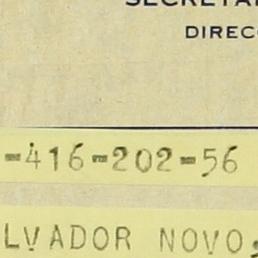 SECRETA
DIREC
-416-202-56
LVADOR NOVO,